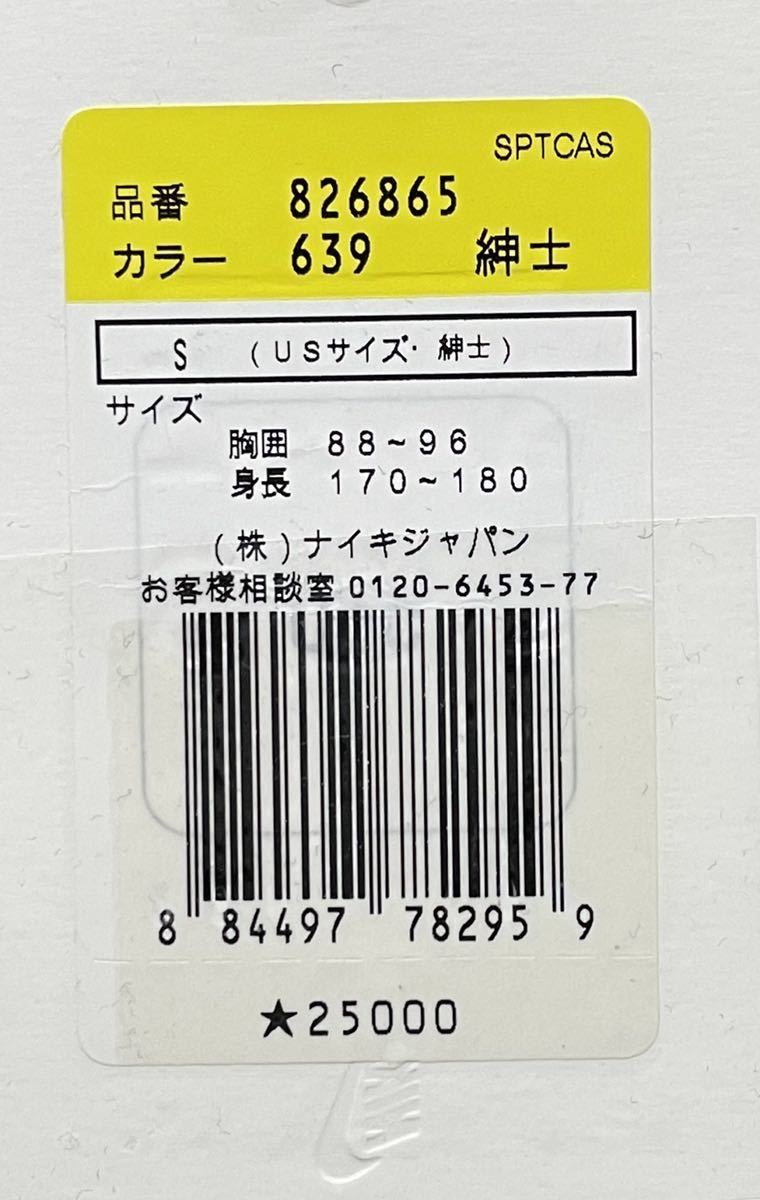 SPTCAS
品番 826865
カラー 639 紳士
S (USサイズ・紳士)
サイズ
胸囲 88~96
身長 170~180
(株)ナイキジャパン
お客様相談室 0120-6453-77
8 84497 78295 9
★25000